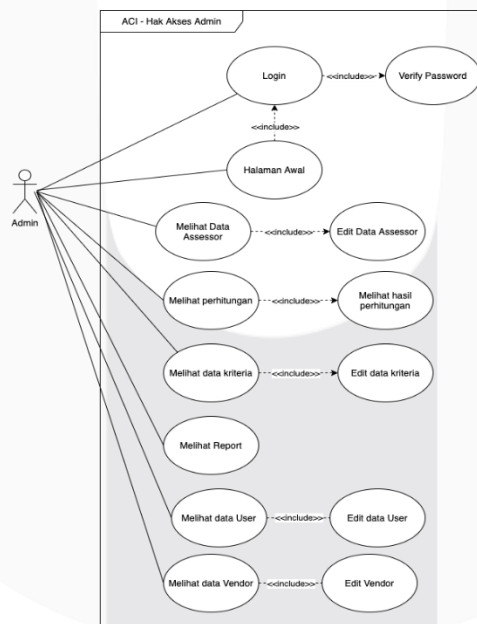 ACI - Hak Akses Admin
Login
<<include>>
Verify Password
<<include>>
Halaman Awal
Admin
Melihat Data
Assessor
<<include>>
Edit Data Assessor
Melihat perhitungan
<<include>>
Melihat hasil
perhitungan
Melihat data kriteria
<<include>>
Edit data kriteria
Melihat Report
Melihat data User
<<include>>
Edit data User
Melihat data Vendor
<<include>>
Edit Vendor